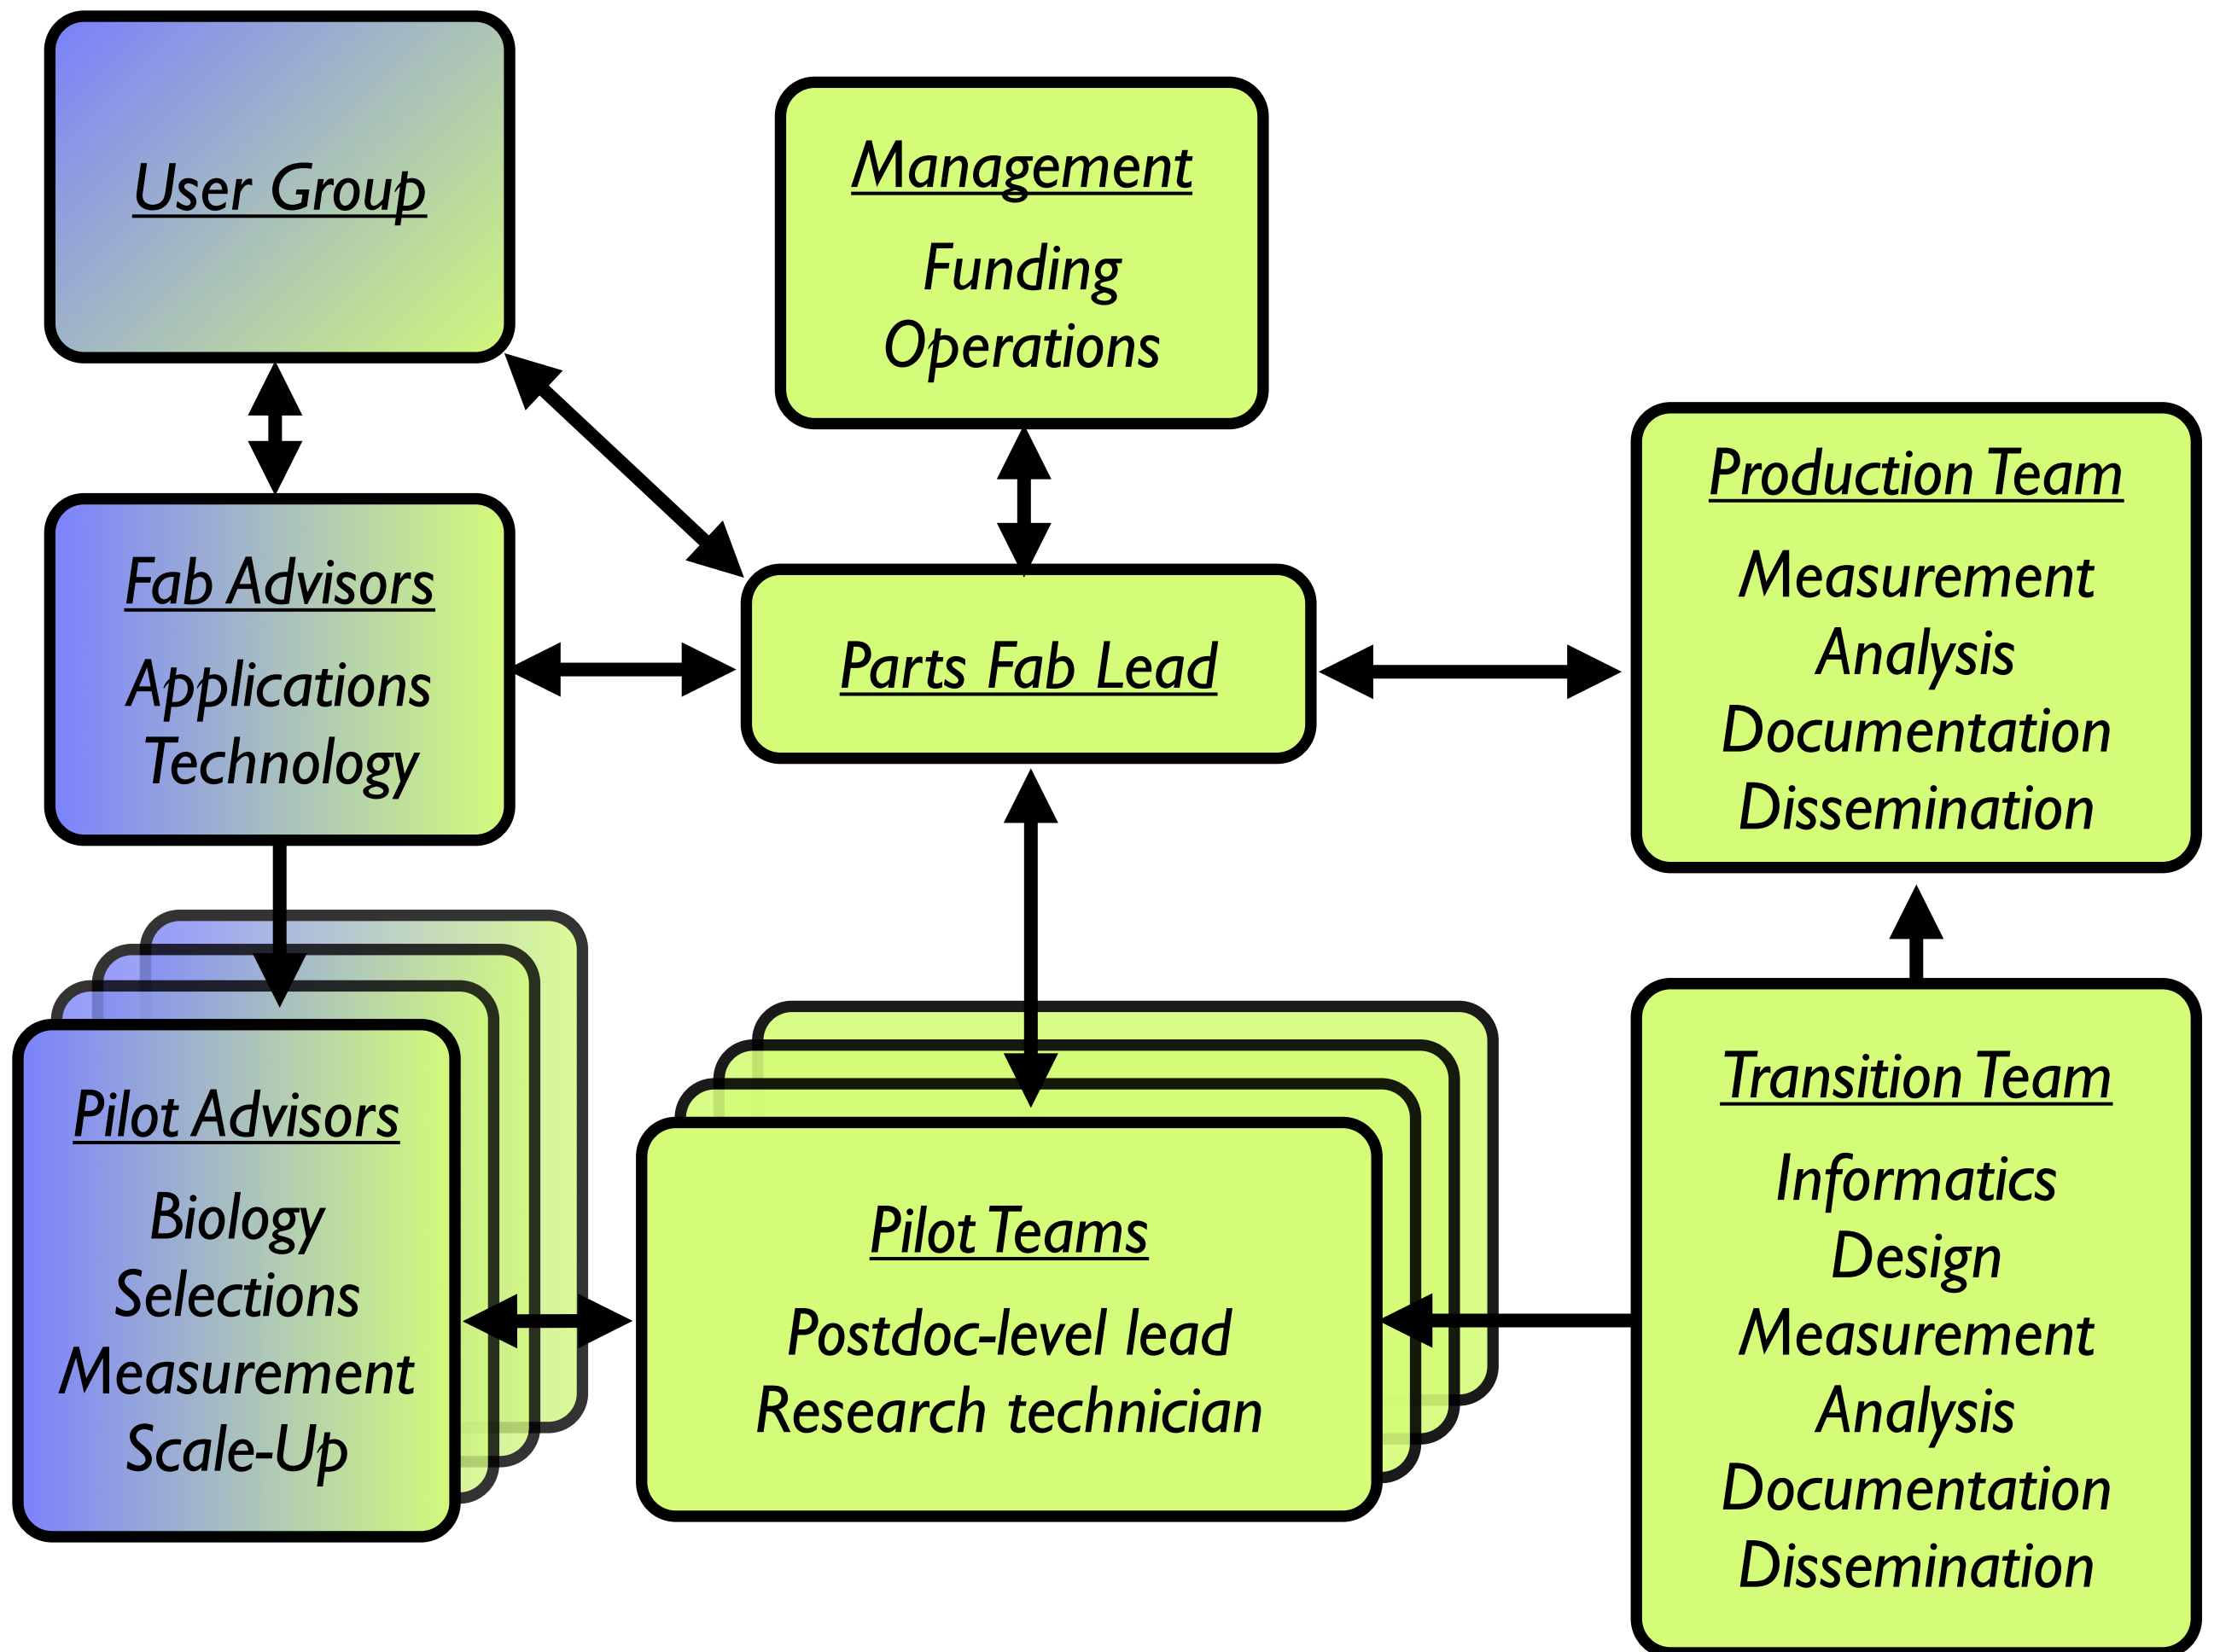 User Group
Management
Funding
Operations
Production Team
Measurement
Analysis
Documentation
Dissemination
Fab Advisors
Applications
Technology
Parts Fab Lead
Pilot Advisors
Biology
Selections
Measurement
Scale-Up
Pilot Teams
Postdoc-level lead
Research technician
Transition Team
Informatics
Design
Measurement
Analysis
Documentation
Dissemination